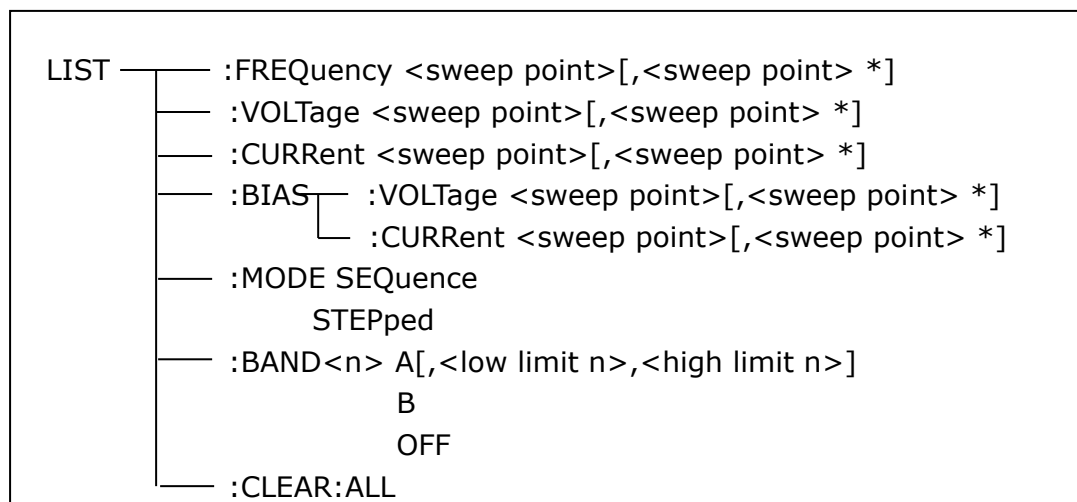 LIST :FREQuency <sweep point>[,<sweep point> *]
:VOLTage <sweep point>[,<sweep point> *]
:CURRent <sweep point>[,<sweep point> *]
:BIAS :VOLTage <sweep point>[,<sweep point> *]
:CURRent <sweep point>[,<sweep point> *]
:MODE SEQuence
STEPped
:BAND<n> A[,<low limit n>,<high limit n>]
B
OFF
:CLEAR:ALL